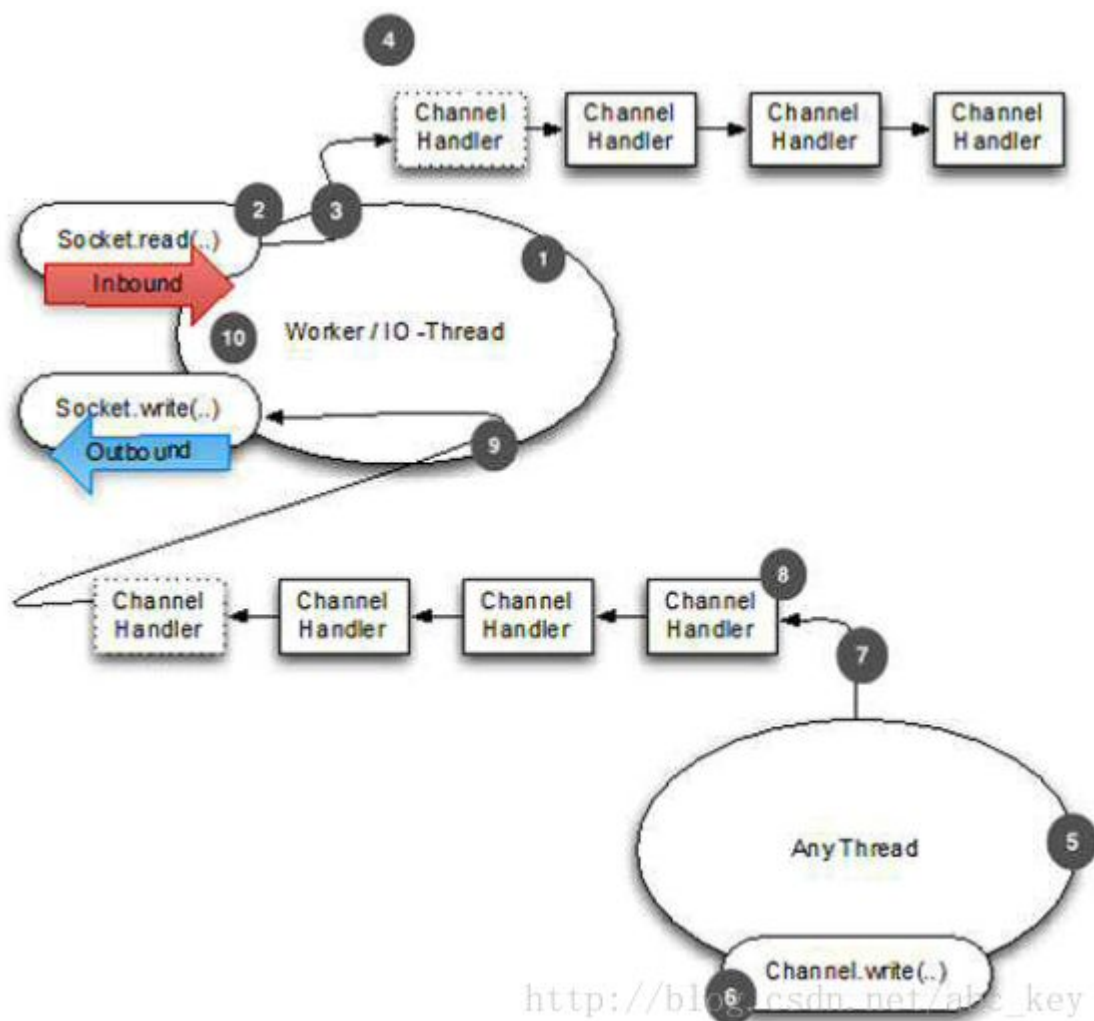 4
Channel
Handler
Channel
Handler
Channel
Handler
Channel
Handler
2
3
Socket.read(..)
1
Inbound
10
Worker / IO -Thread
Socket.write(..)
Outbound
9
8
Channel
Handler
Channel
Handler
Channel
Handler
Channel
Handler
7
Any Thread
5
Channel.write(..)
6
http://blog.csdn.net/abc_key